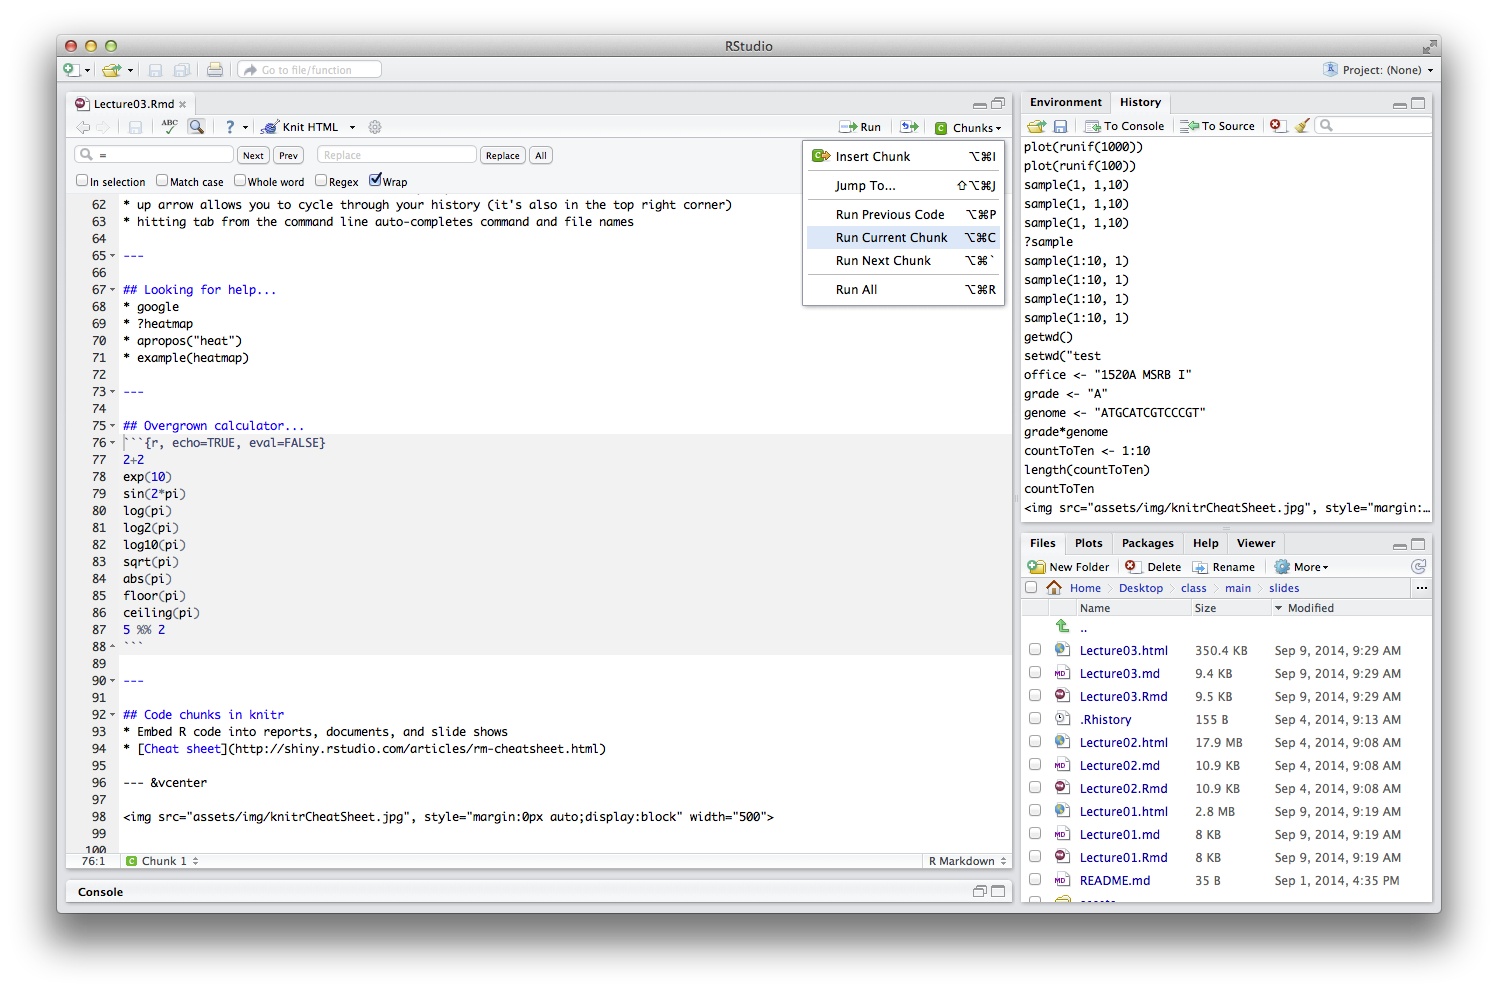 RStudio
Go to file/function
Project: (None)
Lecture03.Rmd
ABC
? Knit HTML
Run
Chunks
=
Next
Prev
Replace
Replace
All
In selection
Match case
Whole word
Regex
Wrap
62 * up arrow allows you to cycle through your history (it's also in the top right corner)
63 * hitting tab from the command line auto-completes command and file names
64
65 ---
66
67 ## Looking for help...
68 * google
69 * ?heatmap
70 * apropos("heat")
71 * example(heatmap)
72
73 ---
74
75 ## Overgrown calculator...
76 ```{r, echo=TRUE, eval=FALSE}
77 2+2
78 exp(10)
79 sin(2*pi)
80 log(pi)
81 log2(pi)
82 log10(pi)
83 sqrt(pi)
84 abs(pi)
85 floor(pi)
86 ceiling(pi)
87 5 %% 2
88 ```
89
90 ---
91
92 ## Code chunks in knitr
93 * Embed R code into reports, documents, and slide shows
94 * [Cheat sheet](http://shiny.rstudio.com/articles/rm-cheatsheet.html)
95
96 --- &vcenter
97
98 <img src="assets/img/knitrCheatSheet.jpg", style="margin:0px auto;display:block" width="500">
99
100
76:1
C Chunk 1
R Markdown
Console
Insert Chunk ⌥⌘I
Jump To... ⇧⌥⌘J
Run Previous Code ⌥⌘P
Run Current Chunk ⌥⌘C
Run Next Chunk ⌥⌘`
Run All ⌥⌘R
Environment
History
To Console
To Source
plot(runif(1000))
plot(runif(100))
sample(1, 1,10)
sample(1, 1,10)
sample(1, 1,10)
?sample
sample(1:10, 1)
sample(1:10, 1)
sample(1:10, 1)
sample(1:10, 1)
getwd()
setwd("test
office <- "1520A MSRB I"
grade <- "A"
genome <- "ATGCATCGTCCCGT"
grade*genome
countToTen <- 1:10
length(countToTen)
countToTen
<img src="assets/img/knitrCheatSheet.jpg", style="margin:...
Files
Plots
Packages
Help
Viewer
New Folder
Delete
Rename
More
Home
Desktop
class
main
slides
...
Name Size Modified
..
Lecture03.html 350.4 KB Sep 9, 2014, 9:29 AM
MD Lecture03.md 9.4 KB Sep 9, 2014, 9:29 AM
Lecture03.Rmd 9.5 KB Sep 9, 2014, 9:29 AM
.Rhistory 155 B Sep 4, 2014, 9:13 AM
Lecture02.html 17.9 MB Sep 4, 2014, 9:08 AM
MD Lecture02.md 10.9 KB Sep 4, 2014, 9:08 AM
Lecture02.Rmd 10.9 KB Sep 4, 2014, 9:08 AM
Lecture01.html 2.8 MB Sep 9, 2014, 9:19 AM
MD Lecture01.md 8 KB Sep 9, 2014, 9:19 AM
Lecture01.Rmd 8 KB Sep 9, 2014, 9:19 AM
MD README.md 35 B Sep 1, 2014, 4:35 PM